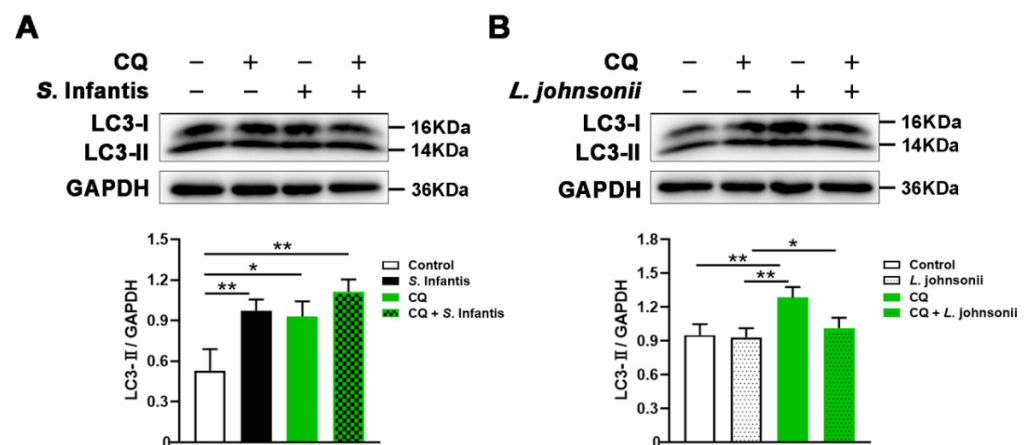 A
CQ − + − +
S. Infantis − − + +
LC3-I
LC3-II
16KDa
14KDa
GAPDH
36KDa
LC3-II / GAPDH
1.5
1.2
0.9
0.6
0.3
0
**
*
**
Control
S. Infantis
CQ
CQ + S. Infantis
B
CQ − + − +
L. johnsonii − − + +
LC3-I
LC3-II
16KDa
14KDa
GAPDH
36KDa
LC3-II / GAPDH
1.8
1.5
1.2
0.9
0.6
0.3
0
*
**
**
Control
L. johnsonii
CQ
CQ + L. johnsonii